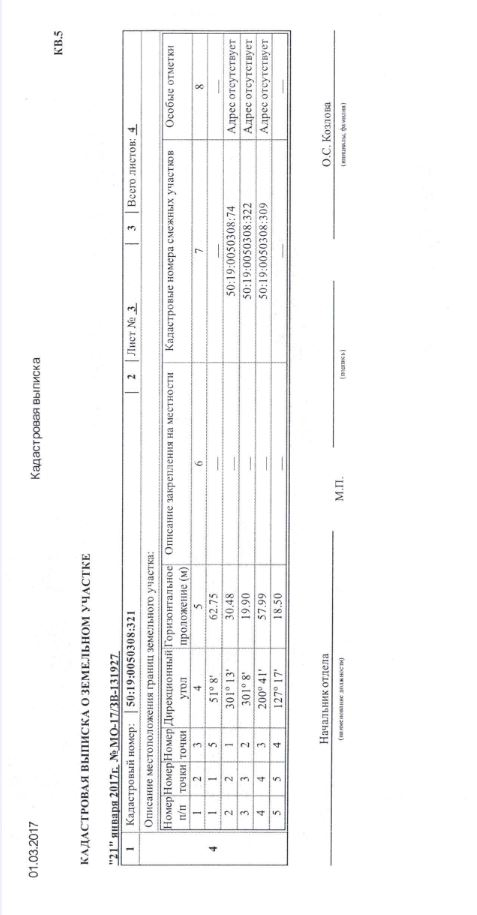 01.03.2017 Кадастровая выписка
КВ.5
КАДАСТРОВАЯ ВЫПИСКА О ЗЕМЕЛЬНОМ УЧАСТКЕ
"21" января 2017г. № МО-17/ЗВ-131927
1 Кадастровый номер: 50:19:0050308:321 2 Лист № 3 3 Всего листов: 4
4 Описание местоположения границ земельного участка:
Номер п/п Номер точки Номер точки Дирекционный угол Горизонтальное проложение (м) Описание закрепления на местности Кадастровые номера смежных участков Особые отметки
1 2 3 4 5 6 7 8
1 1 5 51° 8' 62.75 — — —
2 2 1 301° 13' 30.48 — 50:19:0050308:74 Адрес отсутствует
3 3 2 301° 8' 19.90 — 50:19:0050308:322 Адрес отсутствует
4 4 3 200° 41' 57.99 — 50:19:0050308:309 Адрес отсутствует
5 5 4 127° 17' 18.50 — — —
Начальник отдела О.С. Козлова
(наименование должности) М.П. (подпись) (инициалы, фамилия)